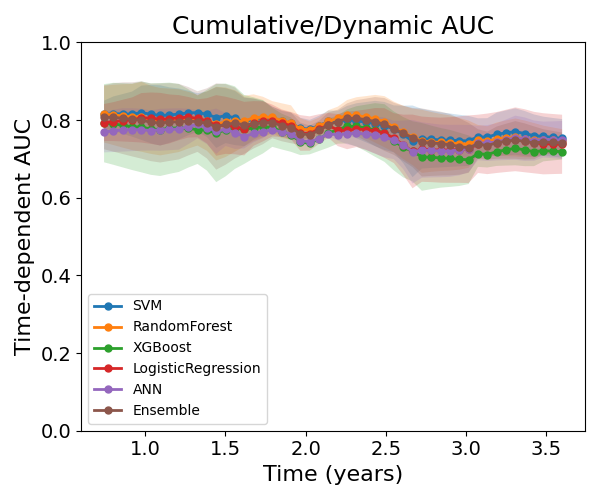 Cumulative/Dynamic AUC
1.0
0.8
0.6
0.4
0.2
0.0
Time-dependent AUC
SVM
RandomForest
XGBoost
LogisticRegression
ANN
Ensemble
1.0 1.5 2.0 2.5 3.0 3.5
Time (years)